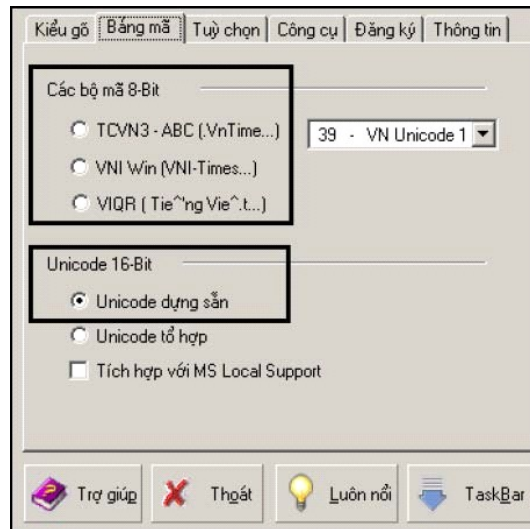 Kiểu gõ Bảng mã Tuỳ chọn Công cụ Đăng ký Thông tin
Các bộ mã 8-Bit
TCVN3 - ABC (.VnTime...) 39 - VN Unicode 1
VNI Win (VNI-Times...)
VIQR ( Tie^'ng Vie^.t...)
Unicode 16-Bit
Unicode dựng sẵn
Unicode tổ hợp
Tích hợp với MS Local Support
Trợ giúp Thoát Luôn nổi TaskBar